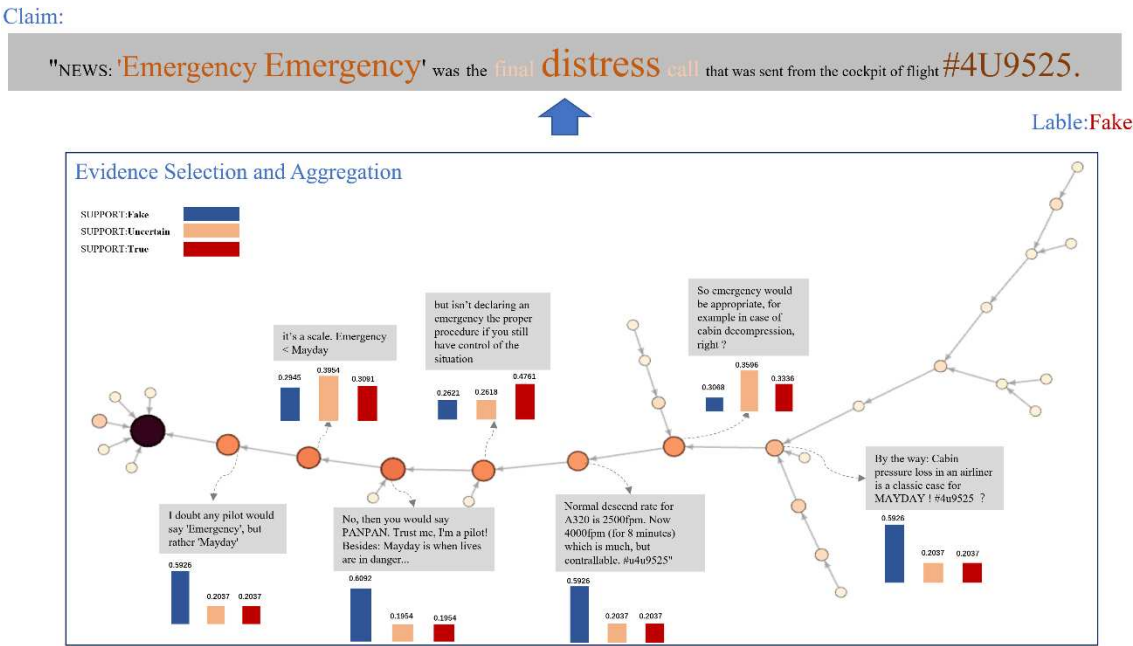 Claim:
"NEWS: 'Emergency Emergency' was the final distress call that was sent from the cockpit of flight #4U9525.
Lable:Fake
Evidence Selection and Aggregation
SUPPORT:Fake
SUPPORT:Uncertain
SUPPORT:True
it's a scale. Emergency
< Mayday
0.2945
0.3954
0.3091
but isn't declaring an
emergency the proper
procedure if you still
have control of the
situation
0.2621
0.2618
0.4761
So emergency would
be appropriate, for
example in case of
cabin decompression,
right ?
0.3068
0.3596
0.3336
I doubt any pilot would
say 'Emergency', but
rather 'Mayday'
0.5926
0.2037
0.2037
No, then you would say
PANPAN. Trust me, I'm a pilot!
Besides: Mayday is when lives
are in danger...
0.6092
0.1954
0.1954
Normal descend rate for
A320 is 2500fpm. Now
4000fpm (for 8 minutes)
which is much, but
contrallable. #u4u9525"
0.5926
0.2037
0.2037
By the way: Cabin
pressure loss in an airliner
is a classic case for
MAYDAY ! #4u9525 ?
0.5926
0.2037
0.2037